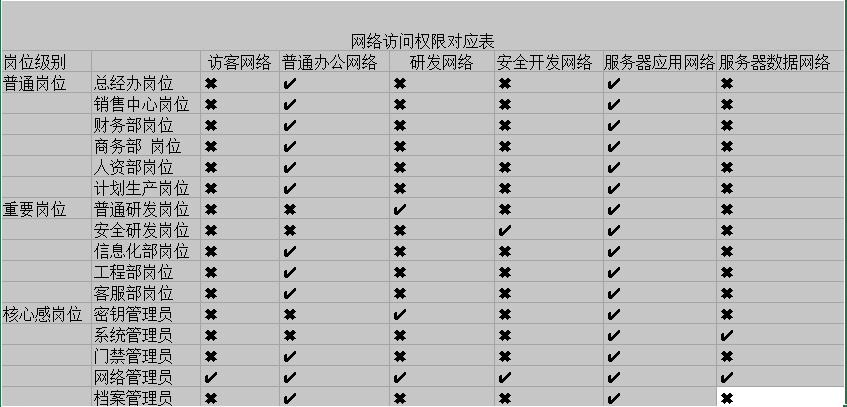 网络访问权限对应表
岗位级别 访客网络 普通办公网络 研发网络 安全开发网络 服务器应用网络 服务器数据网络
普通岗位 总经办岗位 ✖ ✔ ✖ ✖ ✔ ✖
销售中心岗位 ✖ ✔ ✖ ✖ ✔ ✖
财务部岗位 ✖ ✔ ✖ ✖ ✔ ✖
商务部 岗位 ✖ ✔ ✖ ✖ ✔ ✖
人资部岗位 ✖ ✔ ✖ ✖ ✔ ✖
计划生产岗位 ✖ ✔ ✖ ✖ ✔ ✖
重要岗位 普通研发岗位 ✖ ✖ ✔ ✖ ✔ ✖
安全研发岗位 ✖ ✖ ✖ ✔ ✔ ✖
信息化部岗位 ✖ ✔ ✖ ✖ ✔ ✖
工程部岗位 ✖ ✔ ✖ ✖ ✔ ✖
客服部岗位 ✖ ✔ ✖ ✖ ✔ ✖
核心感岗位 密钥管理员 ✖ ✖ ✔ ✖ ✔ ✖
系统管理员 ✖ ✖ ✖ ✖ ✔ ✔
门禁管理员 ✖ ✔ ✖ ✖ ✔ ✖
网络管理员 ✔ ✔ ✔ ✔ ✔ ✔
档案管理员 ✖ ✔ ✖ ✖ ✔ ✖